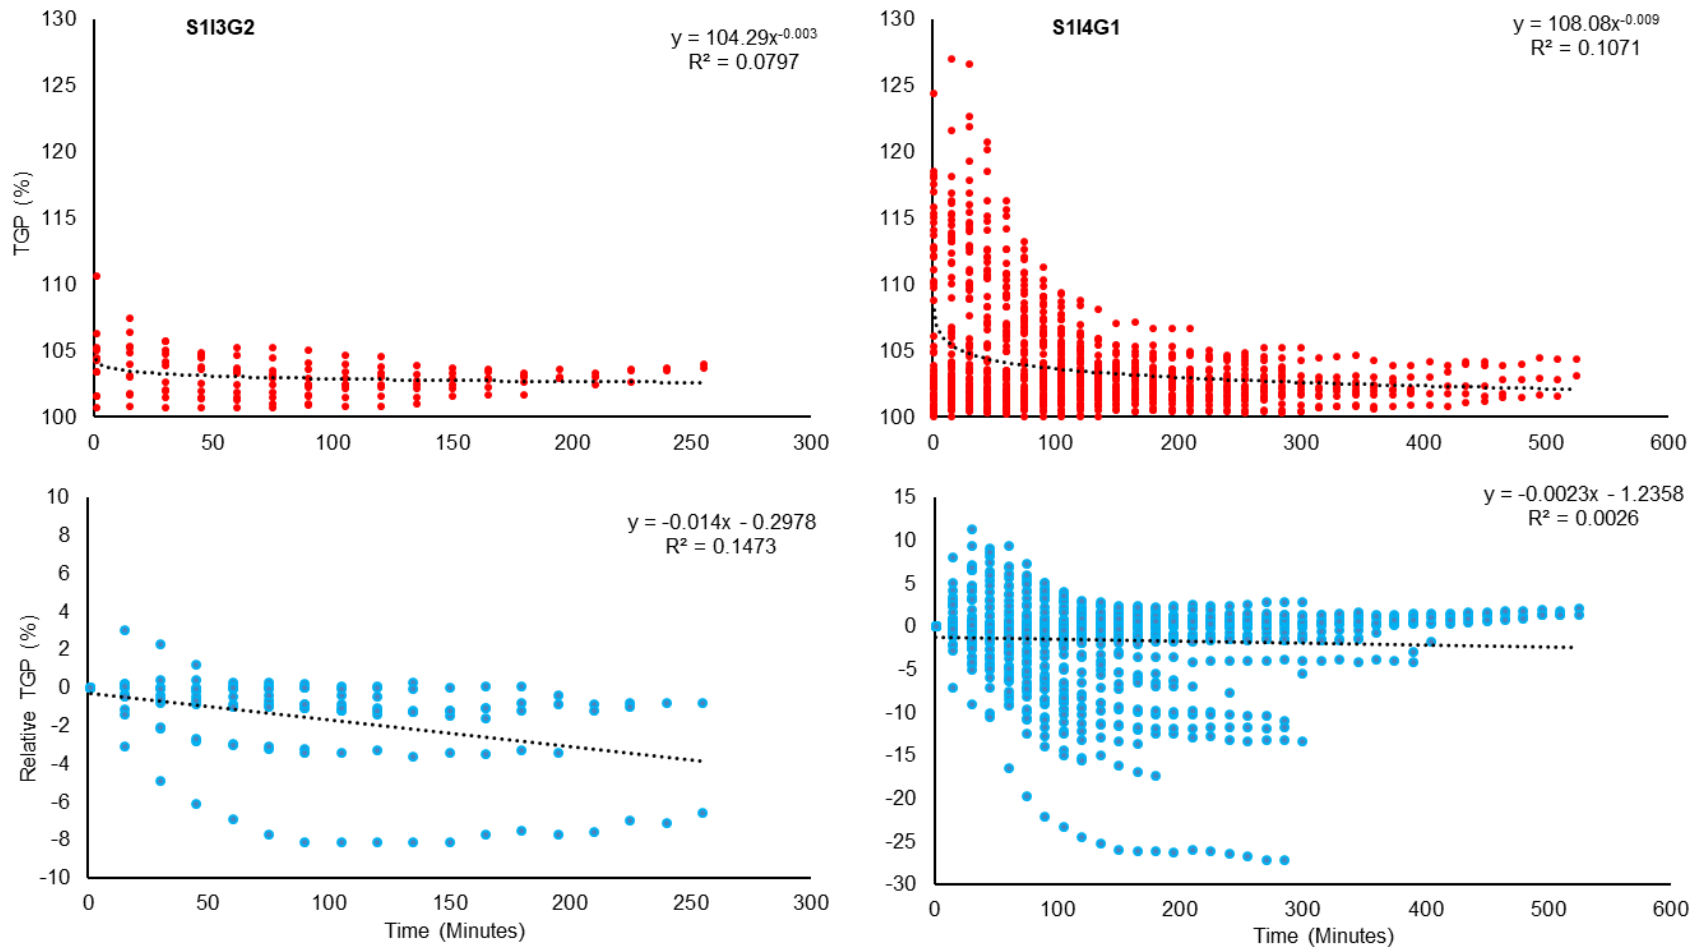 S1I3G2
y = 104.29x-0.003
R² = 0.0797
TGP (%)
130
125
120
115
110
105
100
0 50 100 150 200 250 300
S1I4G1
y = 108.08x-0.009
R² = 0.1071
130
125
120
115
110
105
100
0 100 200 300 400 500 600
y = -0.014x - 0.2978
R² = 0.1473
Relative TGP (%)
10
8
6
4
2
0
-2
-4
-6
-8
-10
0 50 100 150 200 250 300
Time (Minutes)
y = -0.0023x - 1.2358
R² = 0.0026
15
10
5
0
-5
-10
-15
-20
-25
-30
0 100 200 300 400 500 600
Time (Minutes)